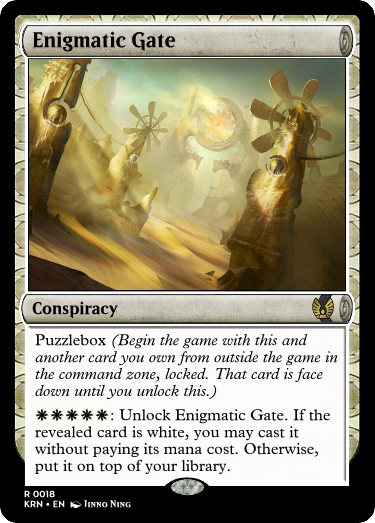 Enigmatic Gate
Conspiracy
Puzzlebox (Begin the game with this and
another card you own from outside the game in
the command zone, locked. That card is face
down until you unlock this.)
: Unlock Enigmatic Gate. If the
revealed card is white, you may cast it
without paying its mana cost. Otherwise,
put it on top of your library.
R 0018
KRN • EN Jinno Ning